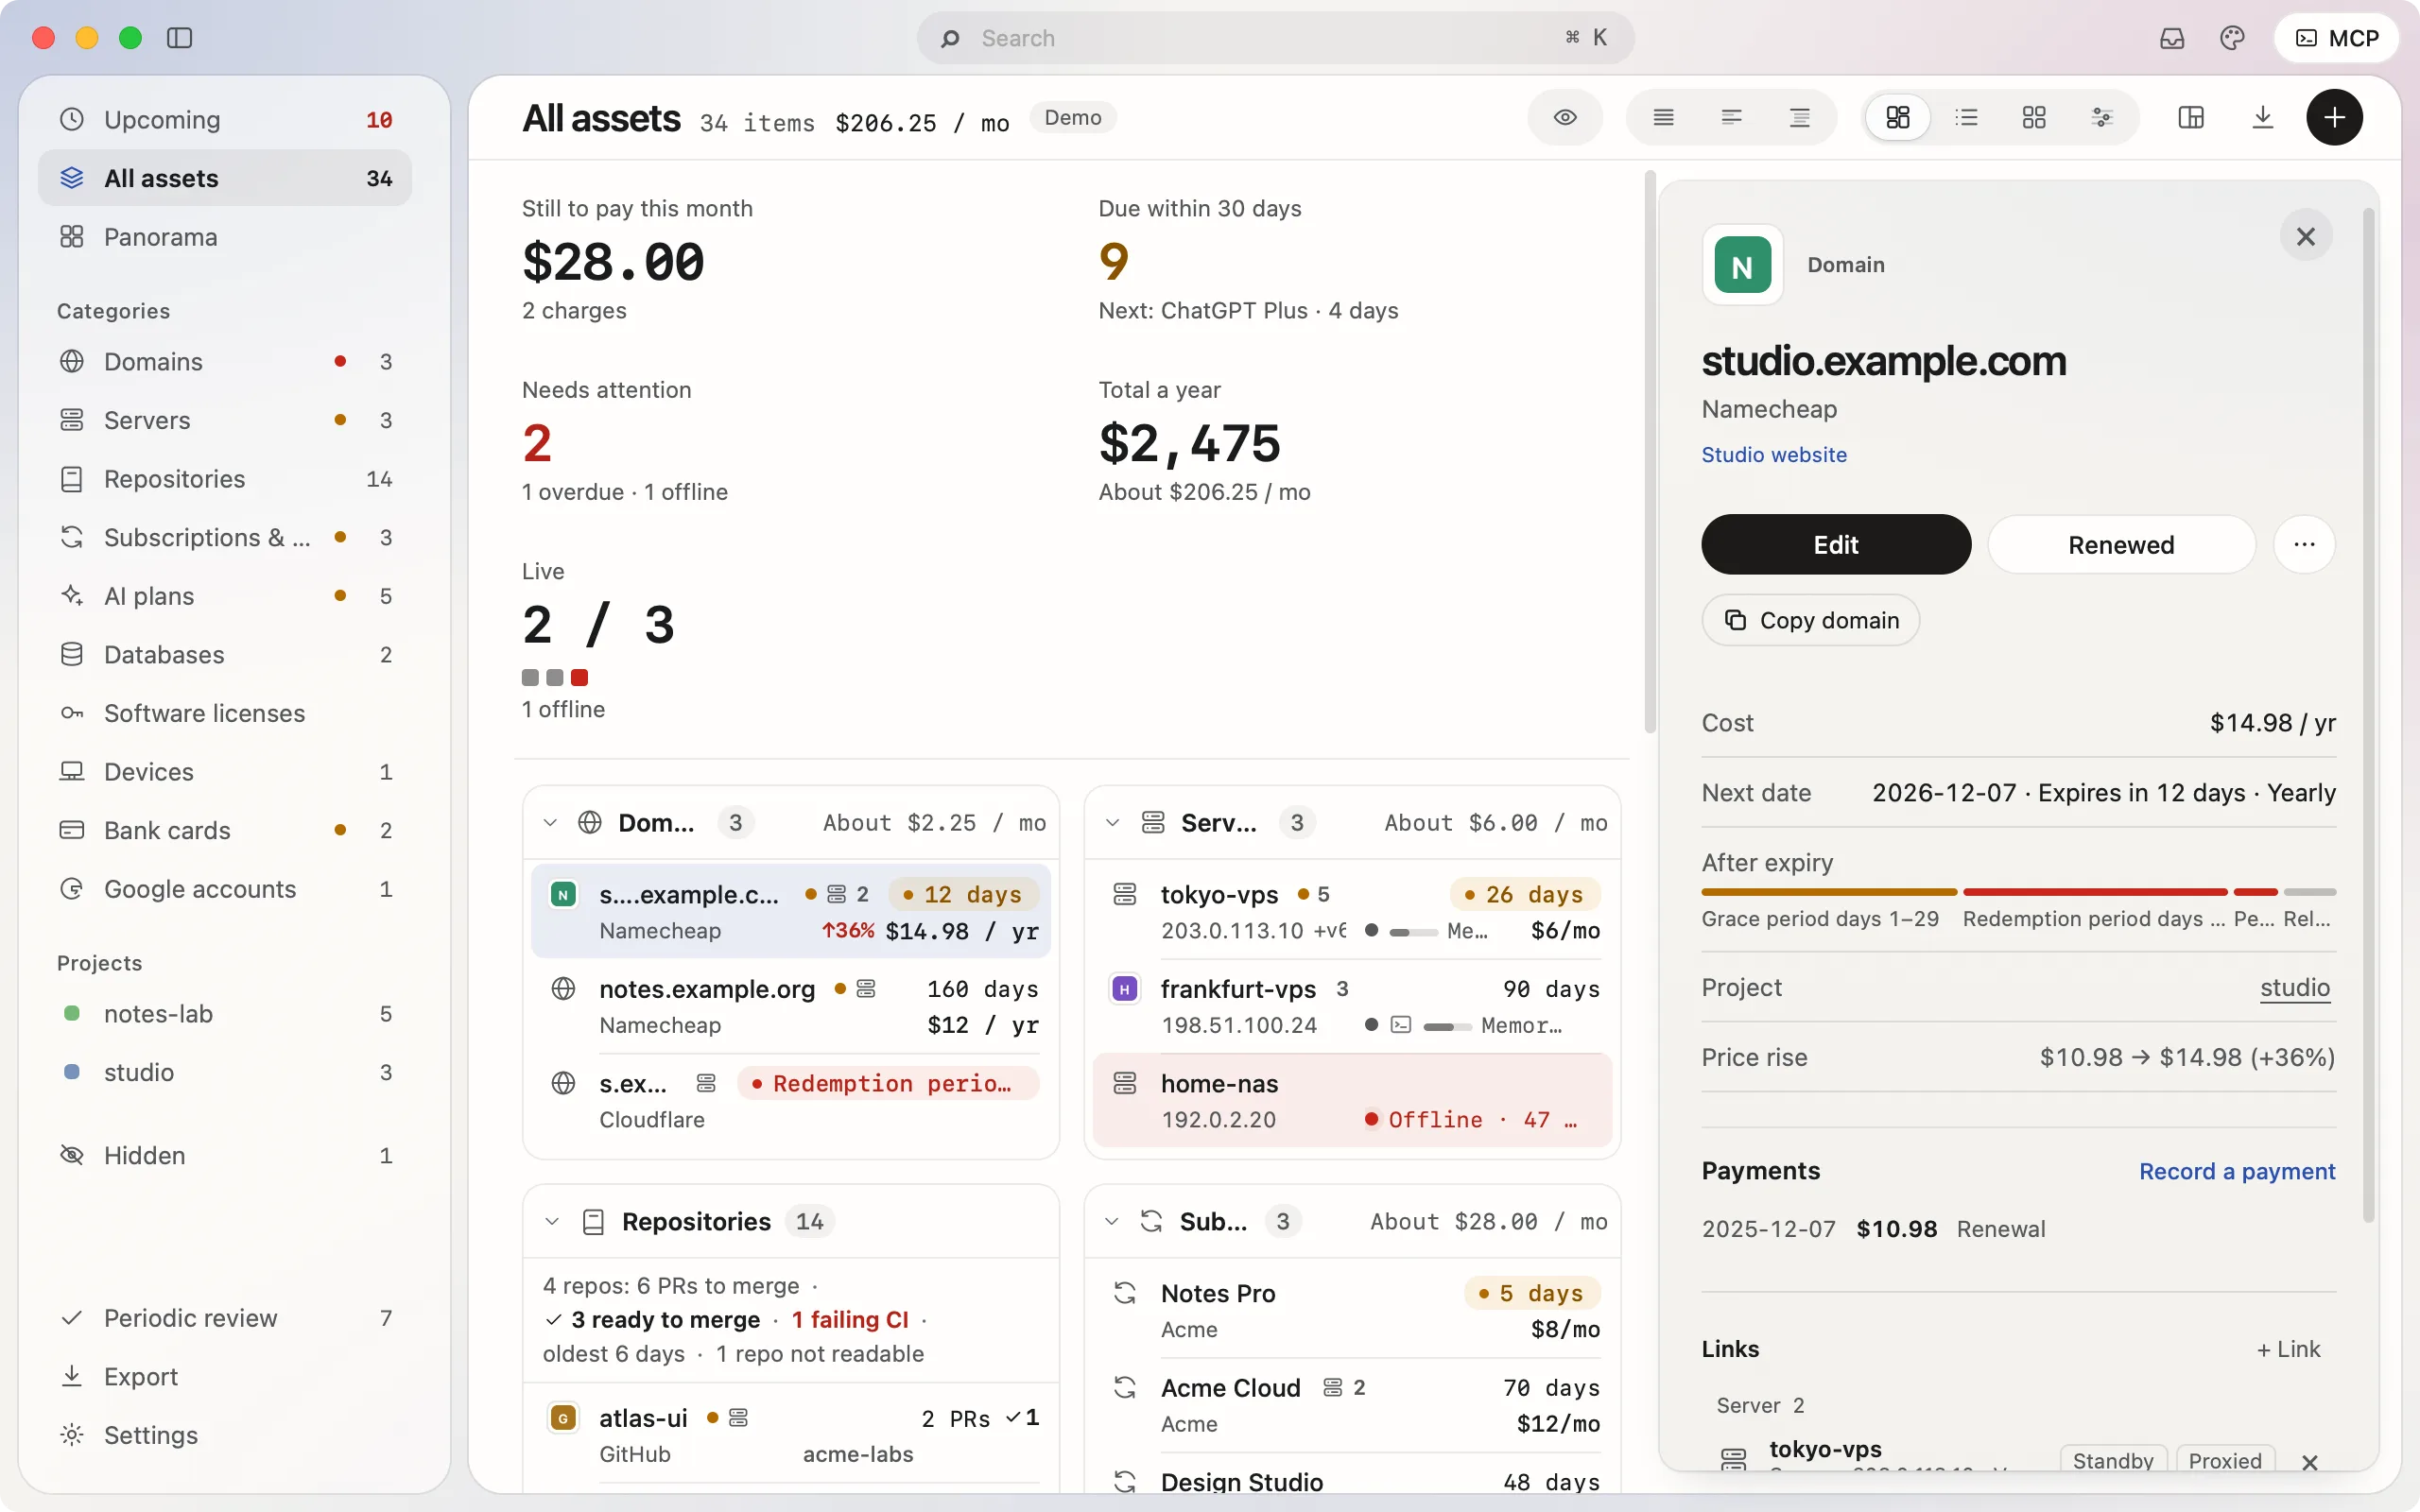 Search ⌘ K
MCP
Upcoming 10
All assets 34
Panorama
Categories
Domains 3
Servers 3
Repositories 14
Subscriptions & ... 3
AI plans 5
Databases 2
Software licenses
Devices 1
Bank cards 2
Google accounts 1
Projects
notes-lab 5
studio 3
Hidden 1
Periodic review 7
Export
Settings
All assets 34 items $206.25 / mo Demo
Still to pay this month
$28.00
2 charges
Due within 30 days
9
Next: ChatGPT Plus · 4 days
Needs attention
2
1 overdue · 1 offline
Total a year
$2,475
About $206.25 / mo
Live
2 / 3
1 offline
Dom... 3 About $2.25 / mo
N s....example.c... 2 12 days
Namecheap ↑36% $14.98 / yr
notes.example.org 160 days
Namecheap $12 / yr
s.ex... Redemption perio...
Cloudflare
Serv... 3 About $6.00 / mo
tokyo-vps 5 26 days
203.0.113.10 +v6 Me... $6/mo
H frankfurt-vps 3 90 days
198.51.100.24 Memor...
home-nas
192.0.2.20 Offline · 47 ...
Repositories 14
4 repos: 6 PRs to merge ·
✓ 3 ready to merge · 1 failing CI ·
oldest 6 days · 1 repo not readable
G atlas-ui 2 PRs ✓1
GitHub acme-labs
Sub... 3 About $28.00 / mo
Notes Pro 5 days
Acme $8/mo
Acme Cloud 2 70 days
Acme $12/mo
Design Studio 48 days
N Domain
studio.example.com
Namecheap
Studio website
Edit Renewed ...
Copy domain
Cost $14.98 / yr
Next date 2026-12-07 · Expires in 12 days · Yearly
After expiry
Grace period days 1–29 Redemption period days ... Pe... Rel...
Project studio
Price rise $10.98 → $14.98 (+36%)
Payments Record a payment
2025-12-07 $10.98 Renewal
Links + Link
Server 2
tokyo-vps Standby Proxied